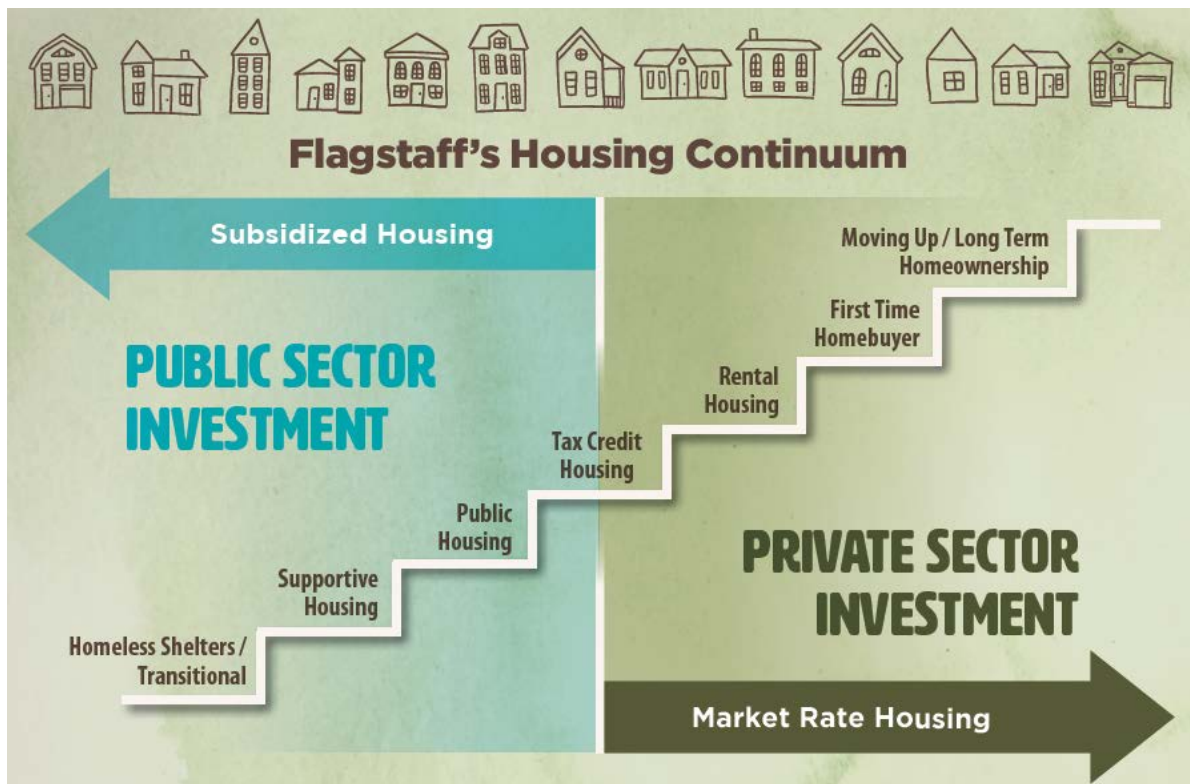 Flagstaff's Housing Continuum
Subsidized Housing
PUBLIC SECTOR
INVESTMENT
Homeless Shelters /
Transitional
Supportive
Housing
Public
Housing
Tax Credit
Housing
Rental
Housing
First Time
Homebuyer
Moving Up / Long Term
Homeownership
PRIVATE SECTOR
INVESTMENT
Market Rate Housing